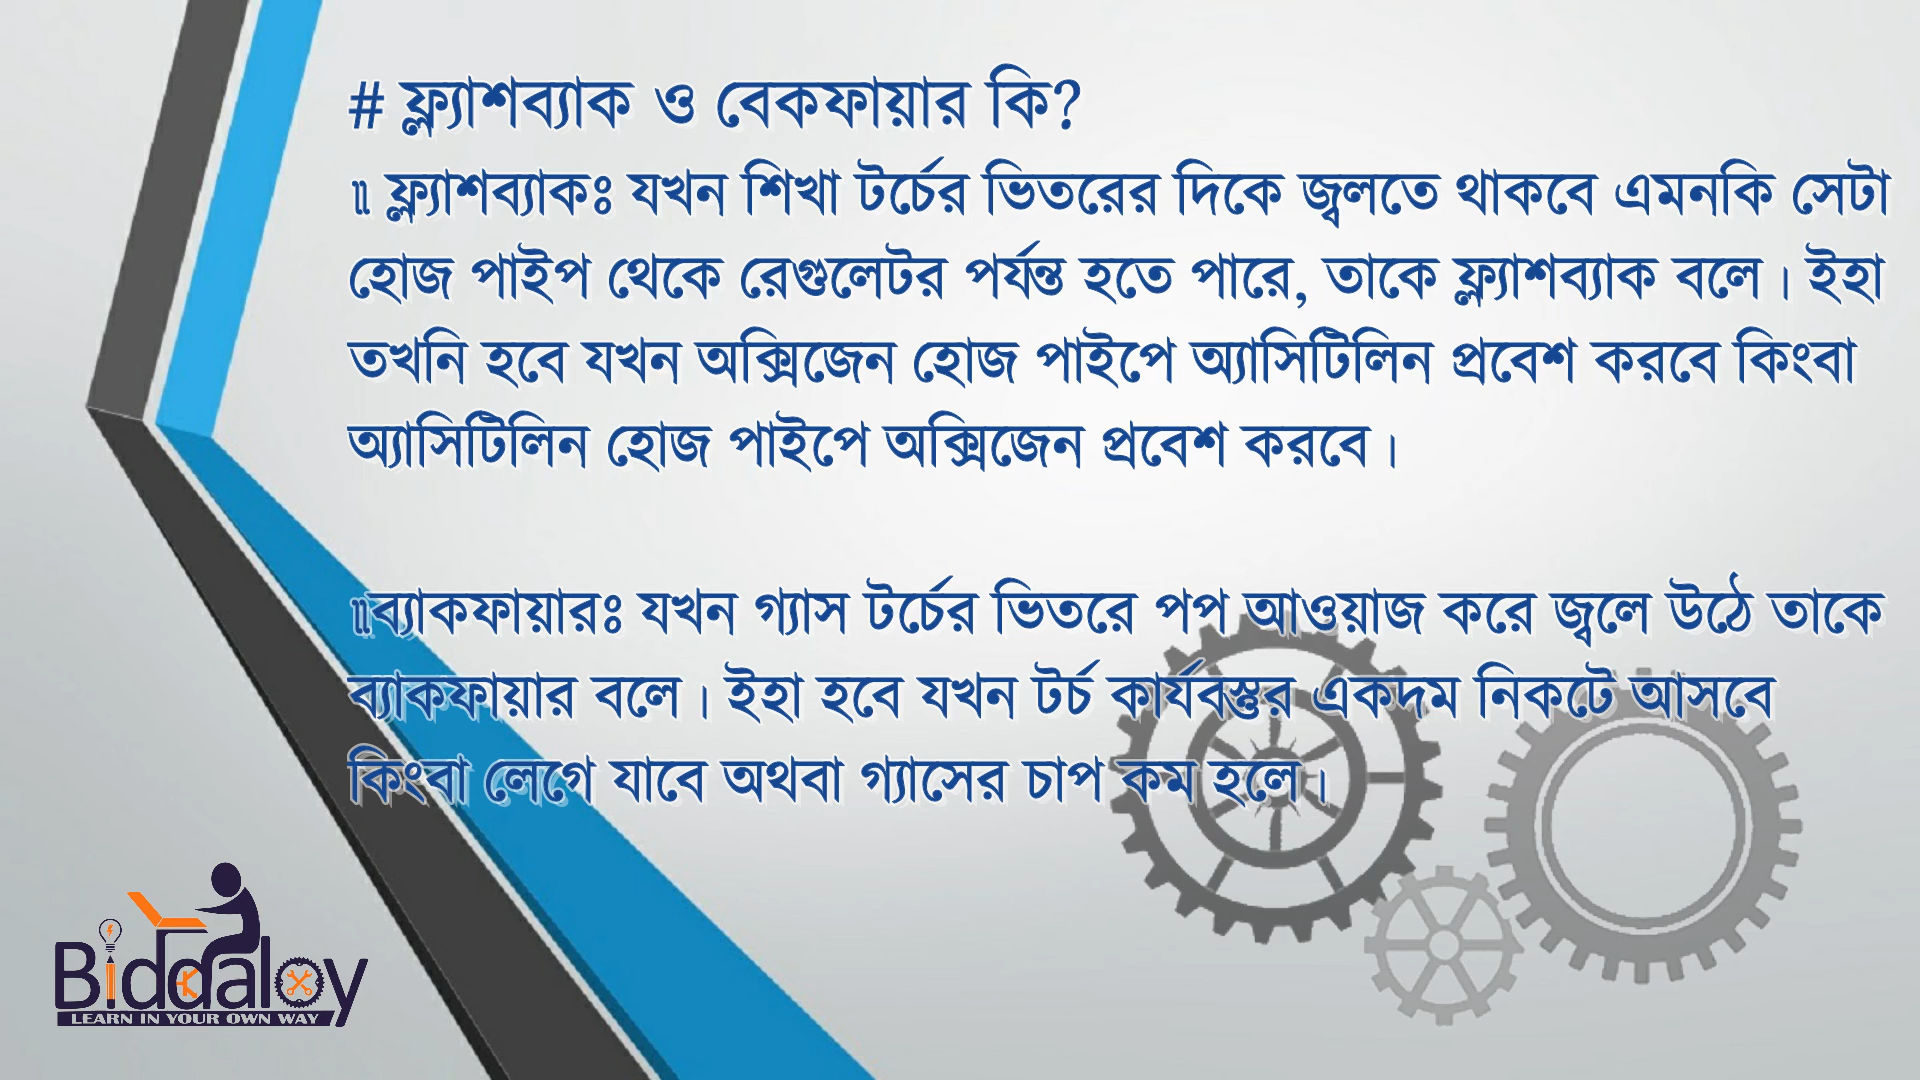 # ফ্ল্যাশব্যাক ও বেকফায়ার কি?
॥ ফ্ল্যাশব্যাকঃ যখন শিখা টর্চের ভিতরের দিকে জ্বলতে থাকবে এমনকি সেটা
হোজ পাইপ থেকে রেগুলেটর পর্যন্ত হতে পারে, তাকে ফ্ল্যাশব্যাক বলে। ইহা
তখনি হবে যখন অক্সিজেন হোজ পাইপে অ্যাসিটিলিন প্রবেশ করবে কিংবা
অ্যাসিটিলিন হোজ পাইপে অক্সিজেন প্রবেশ করবে।
॥ব্যাকফায়ারঃ যখন গ্যাস টর্চের ভিতরে পপ আওয়াজ করে জ্বলে উঠে তাকে
ব্যাকফায়ার বলে। ইহা হবে যখন টর্চ কার্যবস্তুর একদম নিকটে আসবে
কিংবা লেগে যাবে অথবা গ্যাসের চাপ কম হলে।
Biddaloy
LEARN IN YOUR OWN WAY